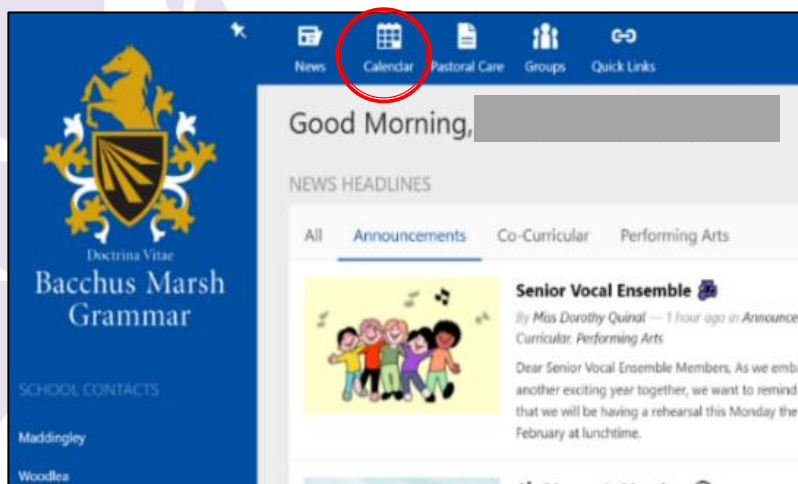 News
Calendar
Pastoral Care
Groups
Quick Links
Good Morning,
NEWS HEADLINES
All
Announcements
Co-Curricular
Performing Arts
Doctrina Vitae
Bacchus Marsh
Grammar
SCHOOL CONTACTS
Maddingley
Woodlea
Senior Vocal Ensemble
By Miss Dorothy Quinal — 1 hour ago in Announce
Curricular, Performing Arts
Dear Senior Vocal Ensemble Members, As we emba
another exciting year together, we want to remind
that we will be having a rehearsal this Monday the
February at lunchtime.